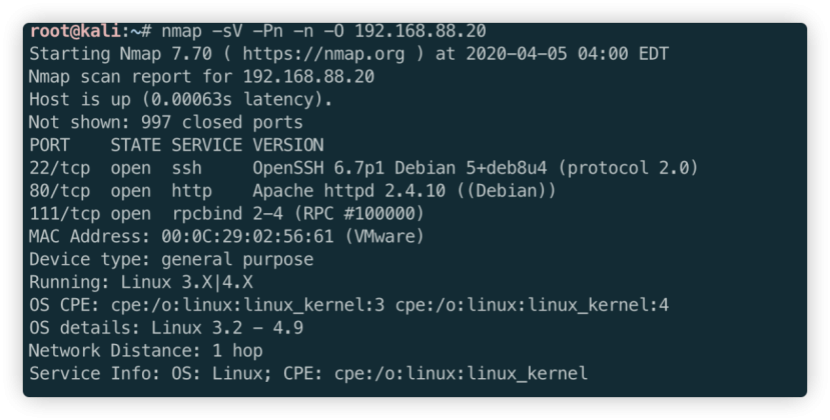 root@kali:~# nmap -sV -Pn -n -O 192.168.88.20
Starting Nmap 7.70 ( https://nmap.org ) at 2020-04-05 04:00 EDT
Nmap scan report for 192.168.88.20
Host is up (0.00063s latency).
Not shown: 997 closed ports
PORT    STATE SERVICE VERSION
22/tcp  open  ssh     OpenSSH 6.7p1 Debian 5+deb8u4 (protocol 2.0)
80/tcp  open  http    Apache httpd 2.4.10 ((Debian))
111/tcp open  rpcbind 2-4 (RPC #100000)
MAC Address: 00:0C:29:02:56:61 (VMware)
Device type: general purpose
Running: Linux 3.X|4.X
OS CPE: cpe:/o:linux:linux_kernel:3 cpe:/o:linux:linux_kernel:4
OS details: Linux 3.2 - 4.9
Network Distance: 1 hop
Service Info: OS: Linux; CPE: cpe:/o:linux:linux_kernel